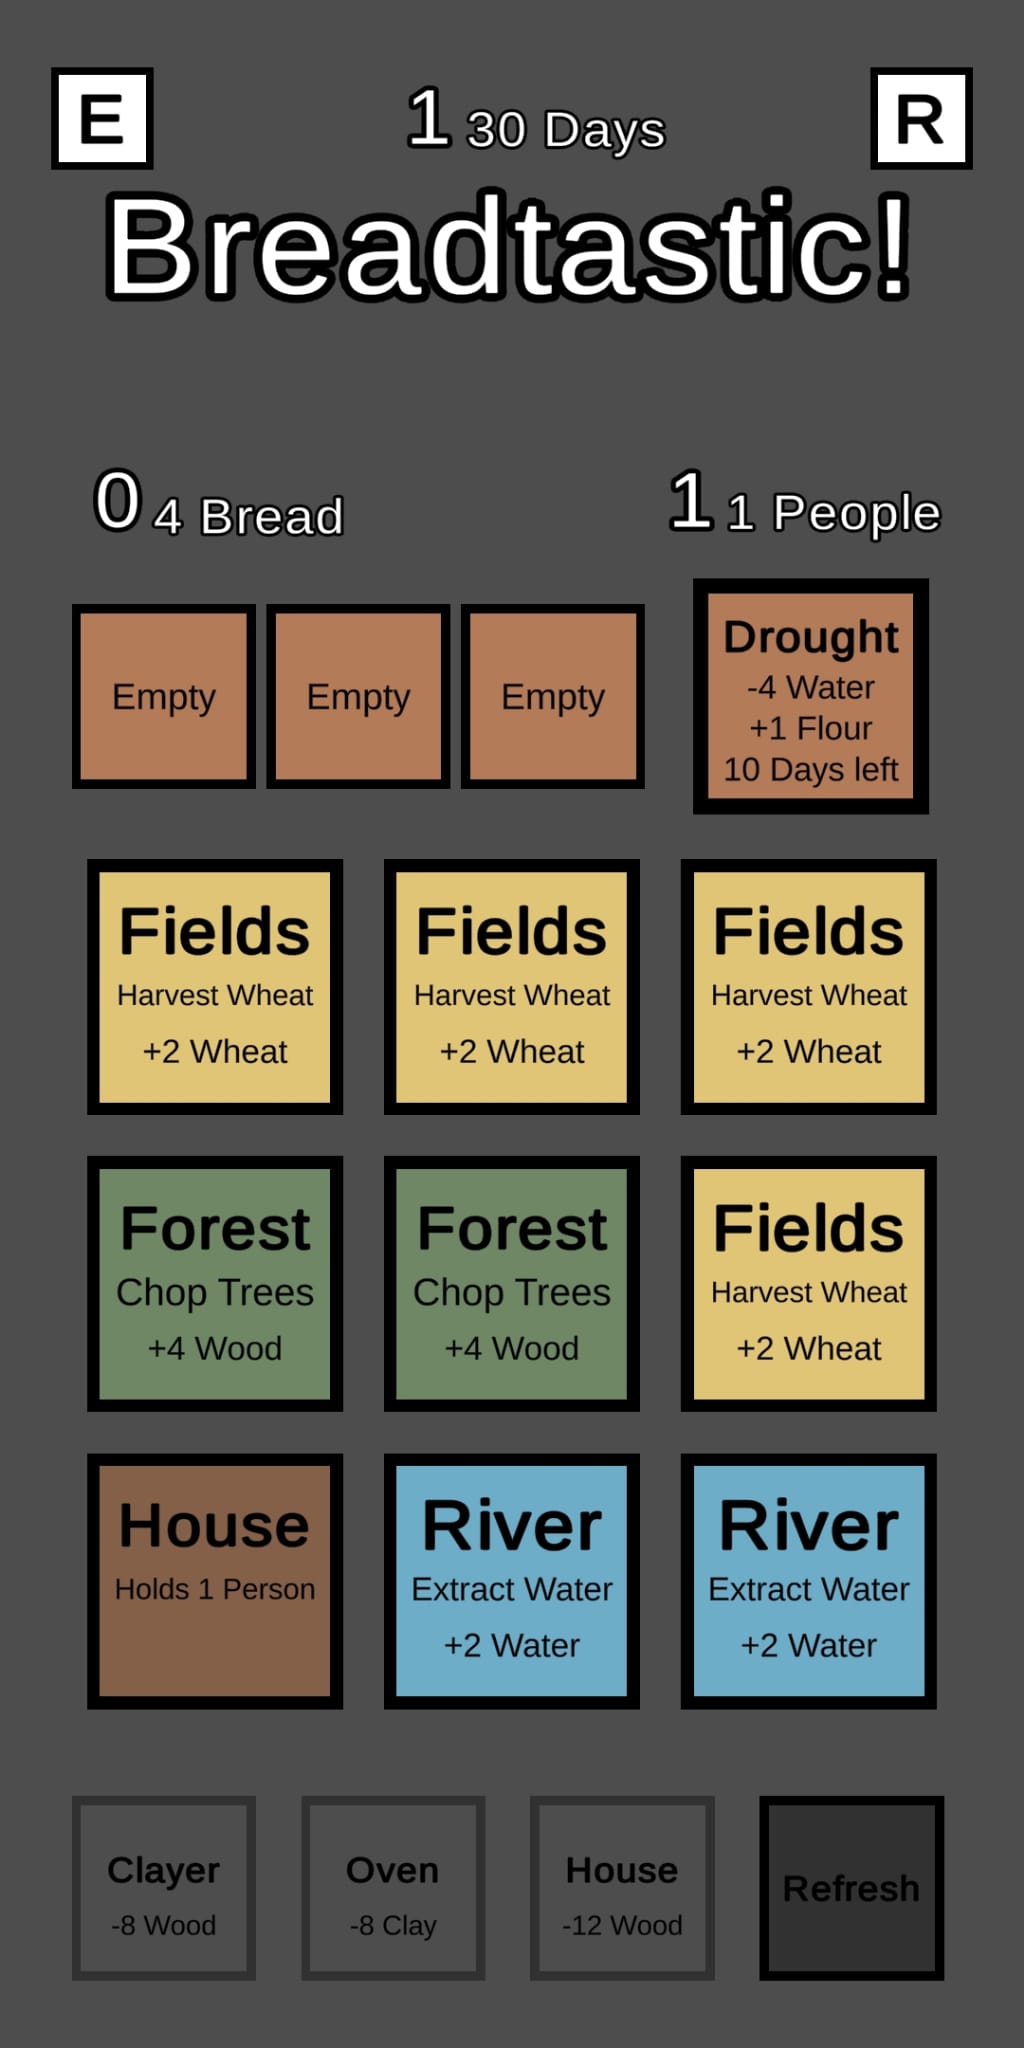 E
1 30 Days
R
Breadtastic!
0 4 Bread
1 1 People
Empty
Empty
Empty
Drought
-4 Water
+1 Flour
10 Days left
Fields
Harvest Wheat
+2 Wheat
Fields
Harvest Wheat
+2 Wheat
Fields
Harvest Wheat
+2 Wheat
Forest
Chop Trees
+4 Wood
Forest
Chop Trees
+4 Wood
Fields
Harvest Wheat
+2 Wheat
House
Holds 1 Person
River
Extract Water
+2 Water
River
Extract Water
+2 Water
Clayer
-8 Wood
Oven
-8 Clay
House
-12 Wood
Refresh